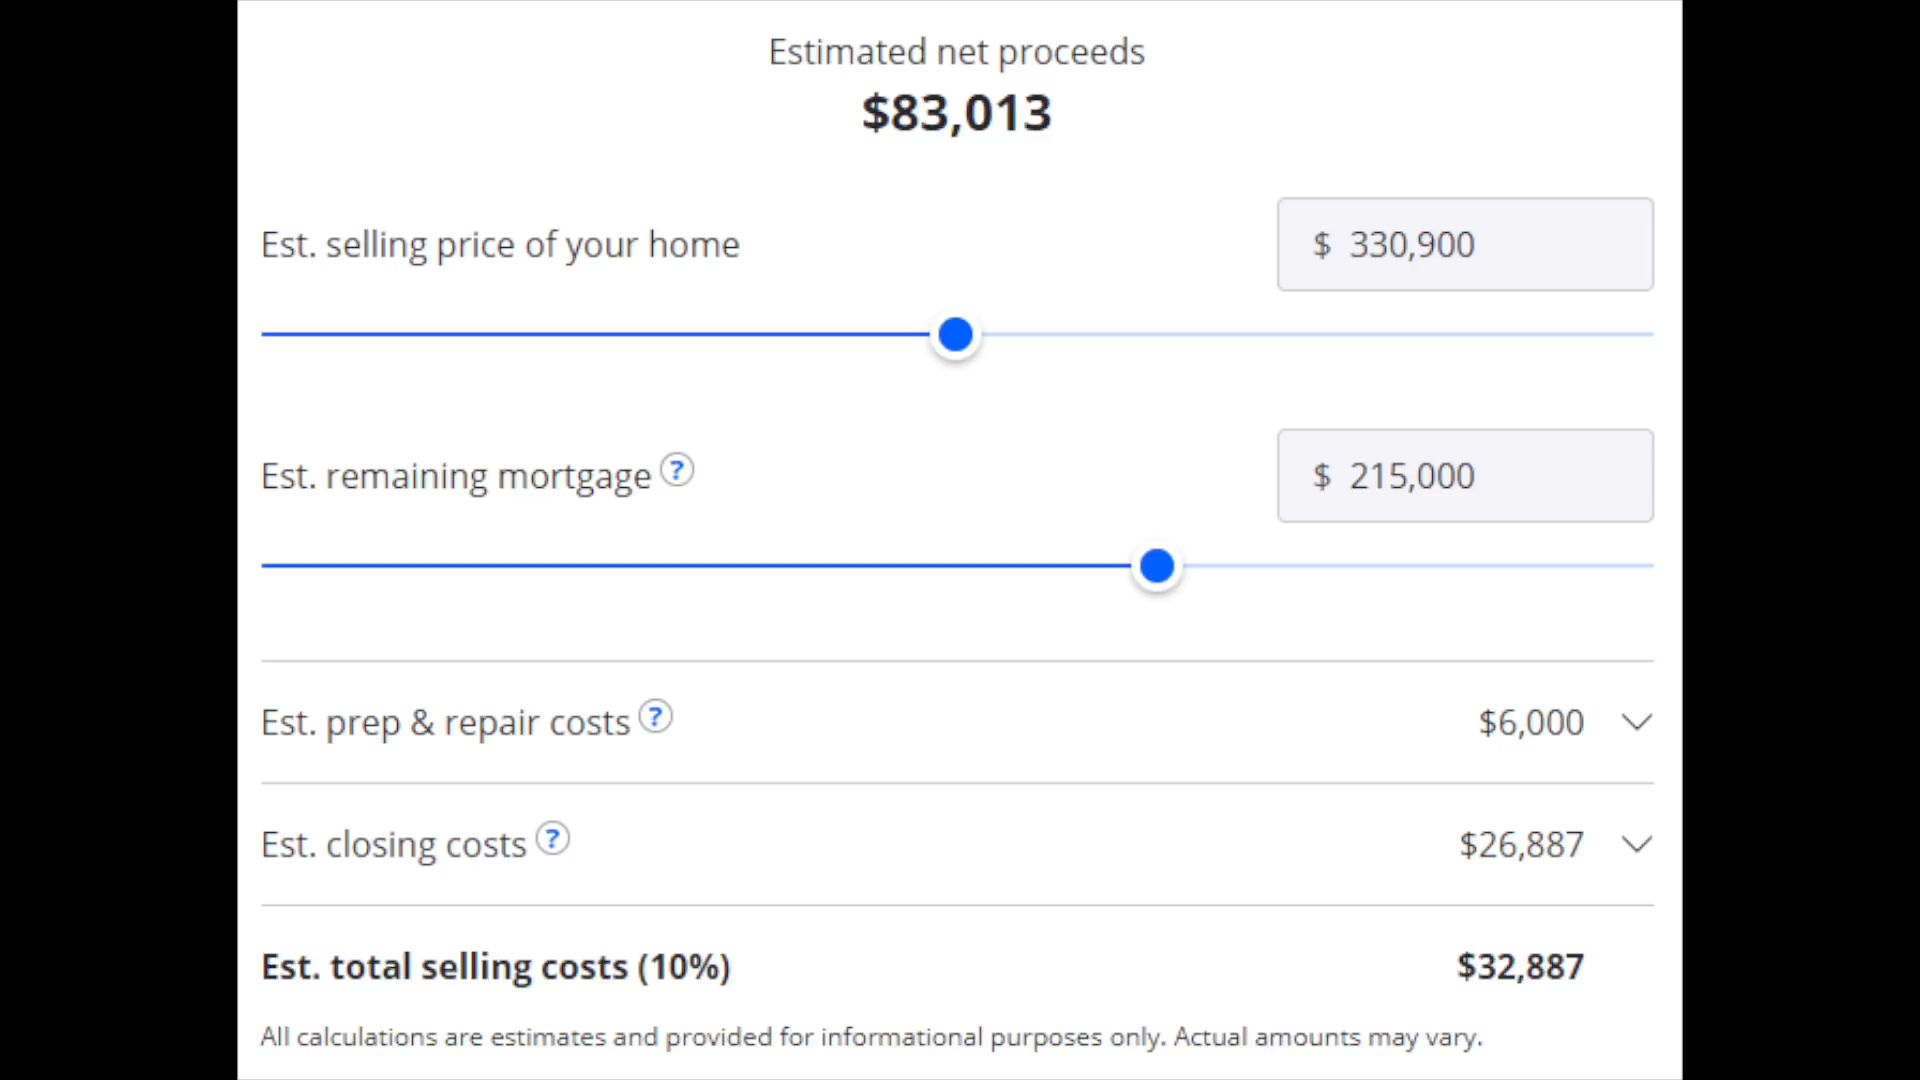 Estimated net proceeds
$83,013
Est. selling price of your home $ 330,900
Est. remaining mortgage ? $ 215,000
Est. prep & repair costs ? $6,000
Est. closing costs ? $26,887
Est. total selling costs (10%) $32,887
All calculations are estimates and provided for informational purposes only. Actual amounts may vary.